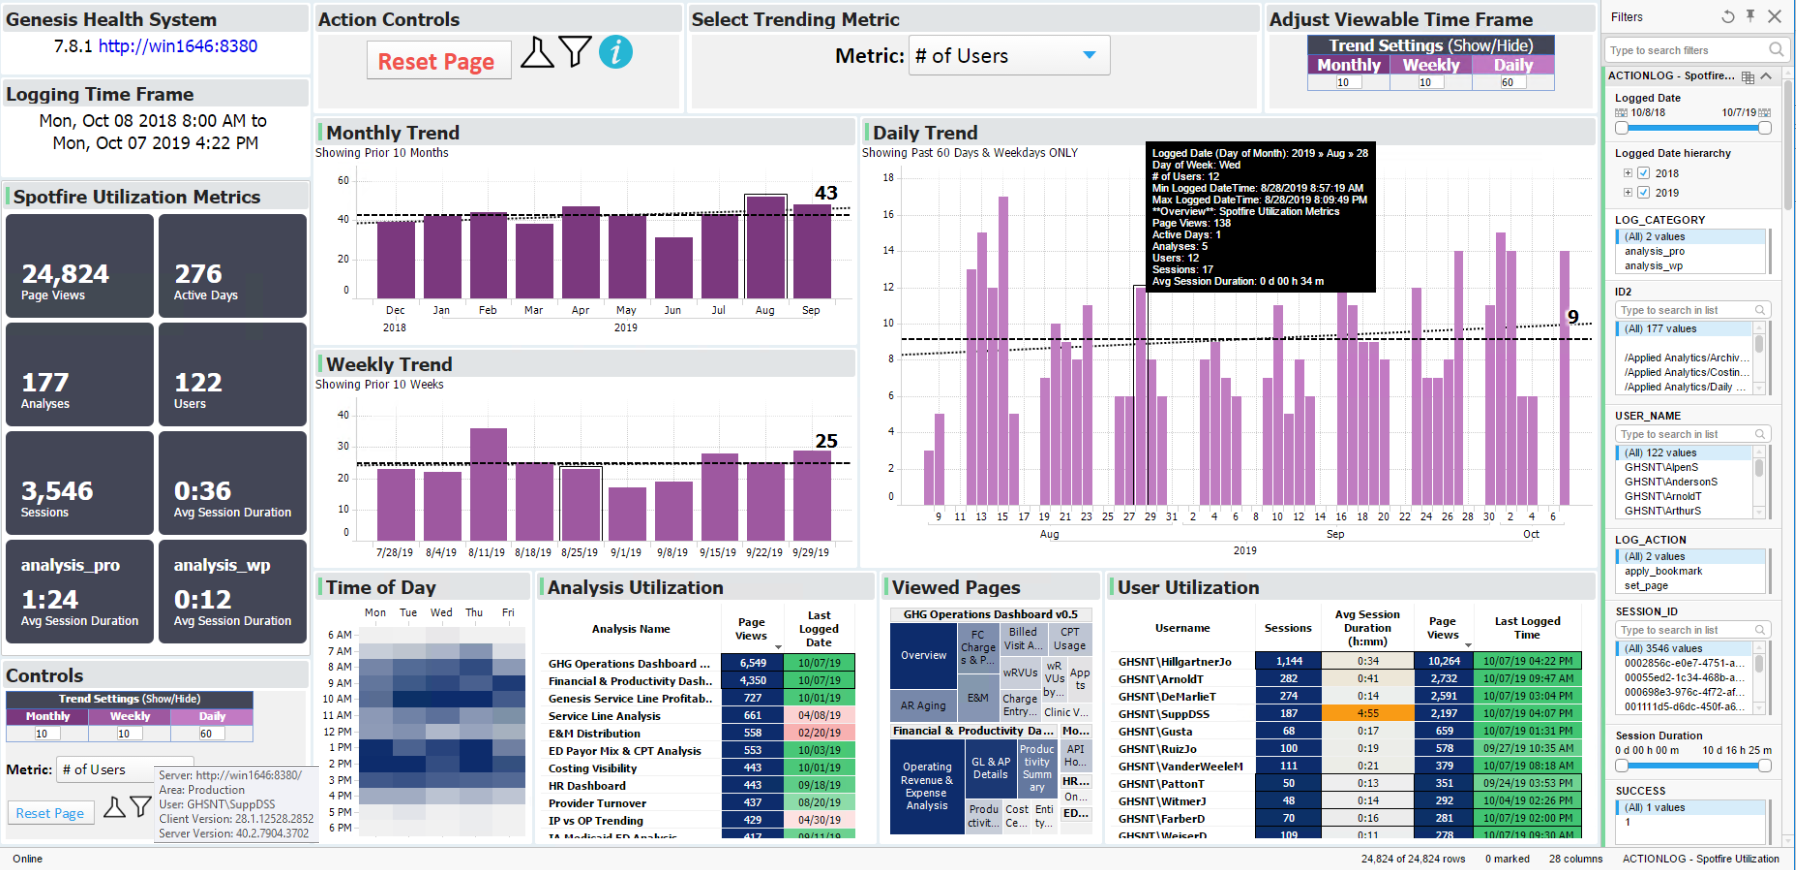 Genesis Health System
7.8.1 http://win1646:8380
Logging Time Frame
Mon, Oct 08 2018 8:00 AM to
Mon, Oct 07 2019 4:22 PM
Spotfire Utilization Metrics
24,824
Page Views
276
Active Days
177
Analyses
122
Users
3,546
Sessions
0:36
Avg Session Duration
analysis_pro
1:24
Avg Session Duration
analysis_wp
0:12
Avg Session Duration
Controls
Trend Settings (Show/Hide)
Monthly Weekly Daily
10 10 60
Metric: # of Users
Reset Page
Server: http://win1646:8380/
Area: Production
User: GHSNT\SuppDSS
Client Version: 28.1.12528.2852
Server Version: 40.2.7904.3702
Action Controls
Reset Page
i
Select Trending Metric
Metric: # of Users
Adjust Viewable Time Frame
Trend Settings (Show/Hide)
Monthly Weekly Daily
10 10 60
Monthly Trend
Showing Prior 10 Months
60
40
20
0
43
Dec Jan Feb Mar Apr May Jun Jul Aug Sep
2018 2019
Weekly Trend
Showing Prior 10 Weeks
40
30
20
10
0
25
7/28/19 8/4/19 8/11/19 8/18/19 8/25/19 9/1/19 9/8/19 9/15/19 9/22/19 9/29/19
Daily Trend
Showing Past 60 Days & Weekdays ONLY
18
16
14
12
10
8
6
4
2
0
9
Logged Date (Day of Month): 2019 » Aug » 28
Day of Week: Wed
# of Users: 12
Min Logged DateTime: 8/28/2019 8:57:19 AM
Max Logged DateTime: 8/28/2019 8:09:49 PM
**Overview**: Spotfire Utilization Metrics
Page Views: 138
Active Days: 1
Analyses: 5
Users: 12
Sessions: 17
Avg Session Duration: 0 d 00 h 34 m
9 11 13 15 17 19 21 23 25 27 29 31 2 4 6 8 10 12 14 16 18 20 22 24 26 28 30 2 4 6
Aug Sep Oct
2019
Time of Day
Mon Tue Wed Thu Fri
6 AM
7 AM
8 AM
9 AM
10 AM
11 AM
12 PM
1 PM
2 PM
3 PM
4 PM
5 PM
6 PM
Analysis Utilization
Analysis Name Page Views Last Logged Date
GHG Operations Dashboard ... 6,549 10/07/19
Financial & Productivity Dash.. 4,350 10/07/19
Genesis Service Line Profitab.. 727 10/01/19
Service Line Analysis 661 04/08/19
E&M Distribution 558 02/20/19
ED Payor Mix & CPT Analysis 553 10/03/19
Costing Visibility 443 10/01/19
HR Dashboard 443 09/18/19
Provider Turnover 437 08/20/19
IP vs OP Trending 429 04/30/19
IA Medicaid ED Analysis 417 09/11/19
Viewed Pages
GHG Operations Dashboard v0.5
Overview
AR Aging
FC Charge s & P...
E&M
Billed Visit A...
CPT Usage
wRVUs
wR VUs by...
App ts
Charge Entry...
Clinic V...
Financial & Productivity Da...
Mo...
Operating Revenue & Expense Analysis
GL & AP Details
Produc tivity Summ ary
Produ ctivit...
Cost Ce...
Enti ty...
API Ho...
HR...
On...
ED...
User Utilization
Username Sessions Avg Session Duration (h:mm) Page Views Last Logged Time
GHSNT\HillgartnerJo 1,144 0:34 10,264 10/07/19 04:22 PM
GHSNT\ArnoldT 282 0:41 2,732 10/07/19 09:47 AM
GHSNT\DeMarlieT 274 0:14 2,591 10/07/19 03:04 PM
GHSNT\SuppDSS 187 4:55 2,197 10/07/19 04:07 PM
GHSNT\Gusta 68 0:17 659 10/07/19 01:31 PM
GHSNT\RuizJo 100 0:19 578 09/27/19 10:35 AM
GHSNT\VanderWeeleM 111 0:21 379 10/07/19 08:18 AM
GHSNT\PattonT 50 0:13 351 09/24/19 03:53 PM
GHSNT\WitmerJ 48 0:14 292 10/04/19 02:26 PM
GHSNT\FarberD 70 0:16 281 10/07/19 02:00 PM
GHSNT\WeiserD 109 0:11 278 10/07/19 09:30 AM
Filters
Type to search filters
ACTIONLOG - Spotfire...
Logged Date
10/8/18 10/7/19
Logged Date hierarchy
2018
2019
LOG_CATEGORY
(All) 2 values
analysis_pro
analysis_wp
ID2
Type to search in list
(All) 177 values
/Applied Analytics/Archiv...
/Applied Analytics/Costin...
/Applied Analytics/Daily ...
USER_NAME
Type to search in list
(All) 122 values
GHSNT\AlpenS
GHSNT\AndersonS
GHSNT\ArnoldT
GHSNT\ArthurS
LOG_ACTION
(All) 2 values
apply_bookmark
set_page
SESSION_ID
Type to search in list
(All) 3546 values
0002856c-e0e7-4751-a...
00055ed2-1c34-468b-a...
000698e3-976c-4f72-af...
001111d5-d6dc-450f-a6...
Session Duration
0 d 00 h 00 m 10 d 16 h 25 m
SUCCESS
(All) 1 values
1
Online
24,824 of 24,824 rows 0 marked 28 columns ACTIONLOG - Spotfire Utilization